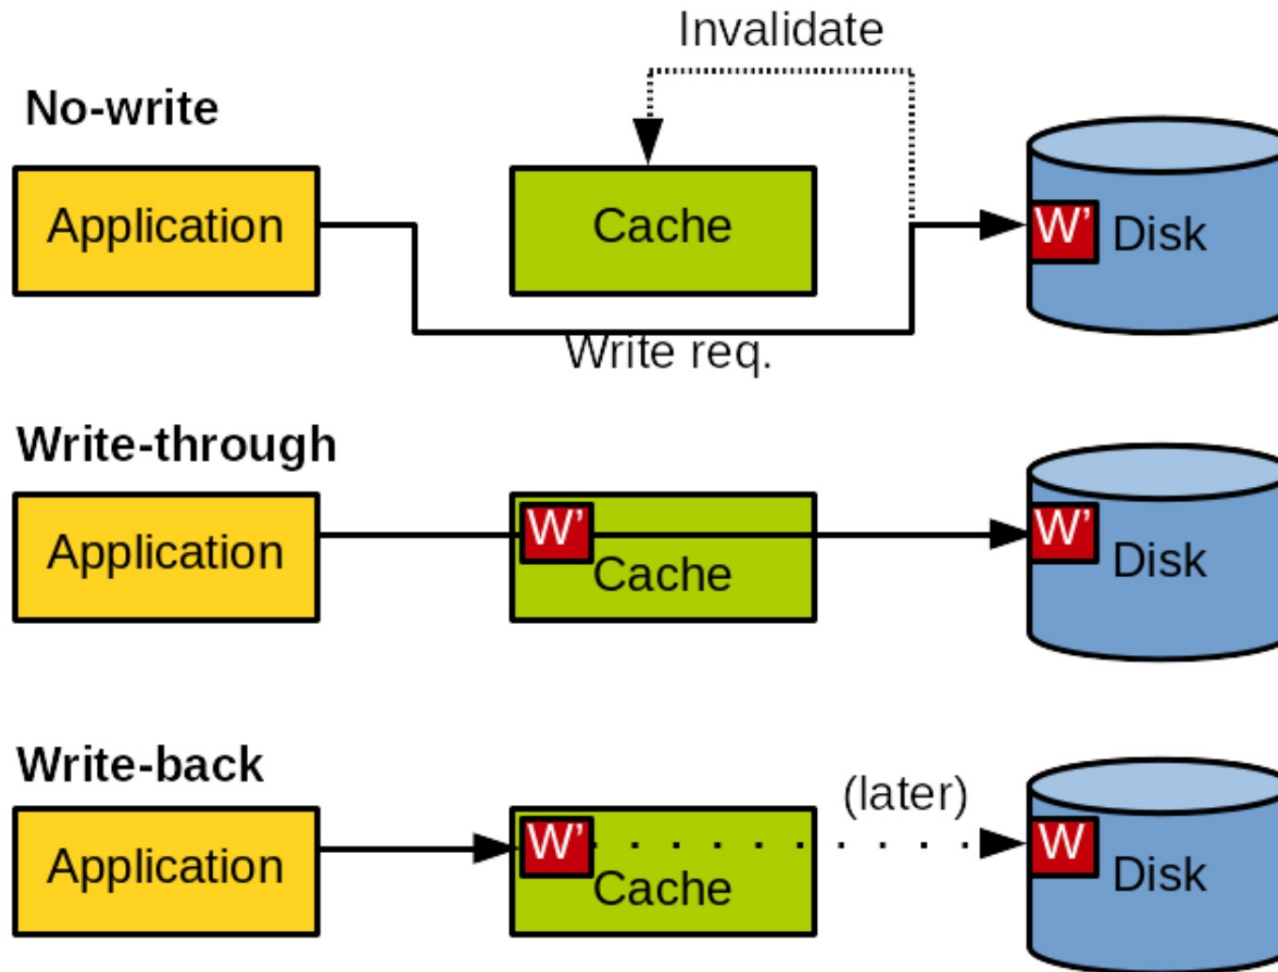 Invalidate
No-write
Application
Cache
W’
Disk
Write req.
Write-through
Application
W’
Cache
W’
Disk
Write-back
(later)
Application
W’
Cache
W
Disk